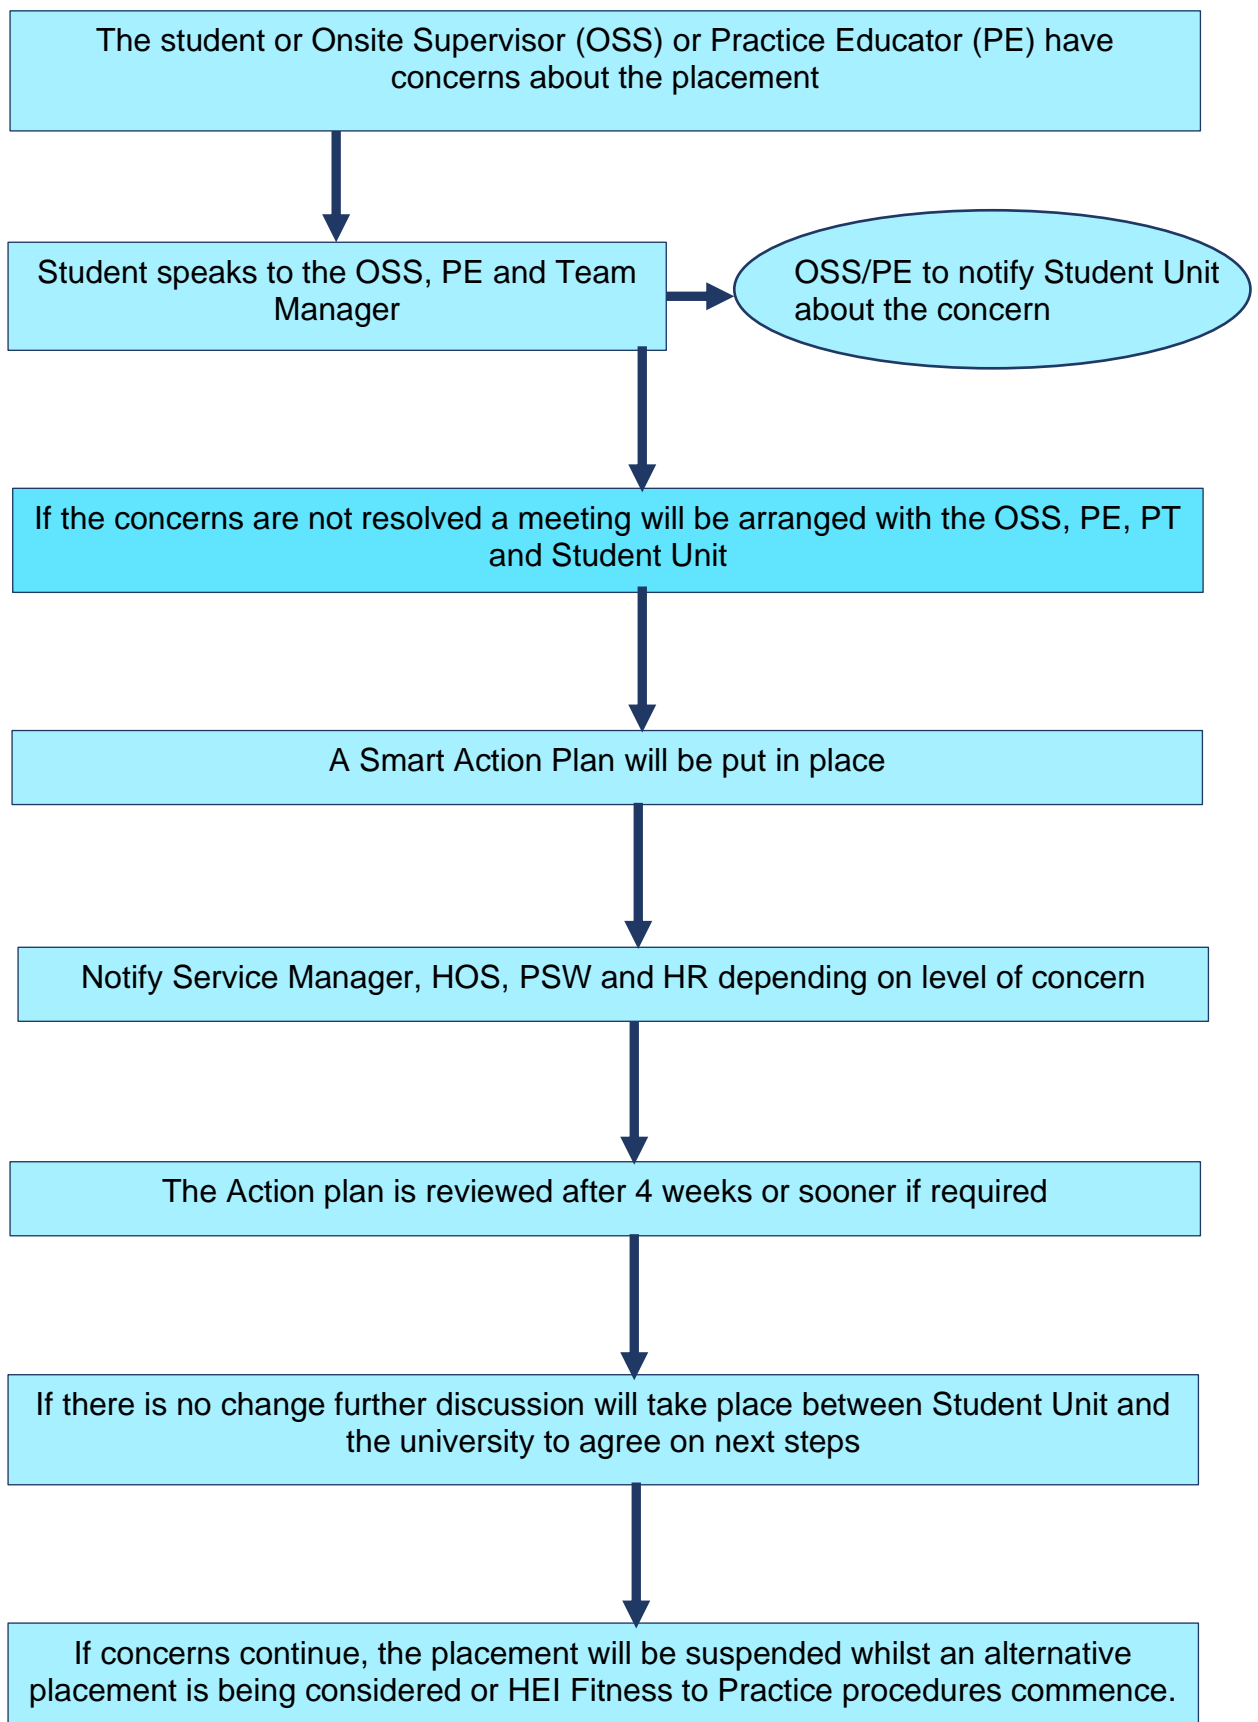 The student or Onsite Supervisor (OSS) or Practice Educator (PE) have
concerns about the placement
Student speaks to the OSS, PE and Team
Manager
OSS/PE to notify Student Unit
about the concern
If the concerns are not resolved a meeting will be arranged with the OSS, PE, PT
and Student Unit
A Smart Action Plan will be put in place
Notify Service Manager, HOS, PSW and HR depending on level of concern
The Action plan is reviewed after 4 weeks or sooner if required
If there is no change further discussion will take place between Student Unit and
the university to agree on next steps
If concerns continue, the placement will be suspended whilst an alternative
placement is being considered or HEI Fitness to Practice procedures commence.